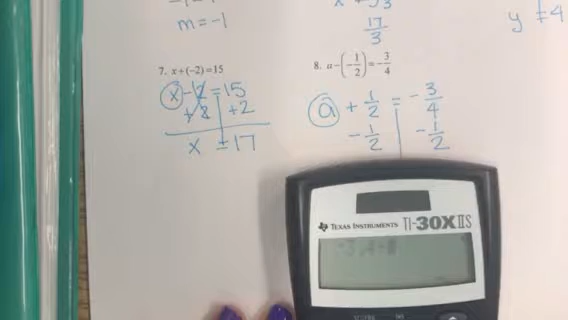 m = -1
17/3
y = 4
7. x+(-2)=15
x - 2 = 15
+ 2 +2
x = 17
8. a-(-1/2)=-3/4
a + 1/2 = -3/4
-1/2 -1/2
TEXAS INSTRUMENTS TI-30X IIS